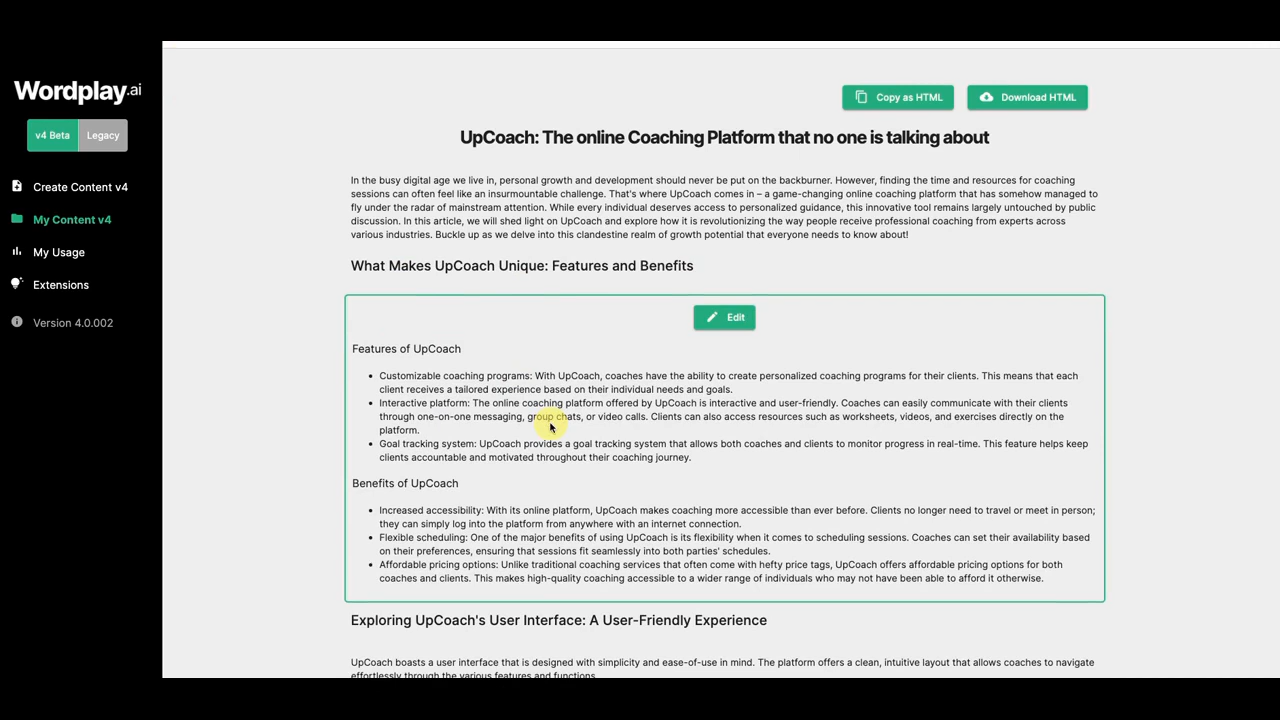 Wordplay.ai
v4 Beta
Legacy
Create Content v4
My Content v4
My Usage
Extensions
Version 4.0.002
Copy as HTML
Download HTML
UpCoach: The online Coaching Platform that no one is talking about
In the busy digital age we live in, personal growth and development should never be put on the backburner. However, finding the time and resources for coaching
sessions can often feel like an insurmountable challenge. That's where UpCoach comes in – a game-changing online coaching platform that has somehow managed to
fly under the radar of mainstream attention. While every individual deserves access to personalized guidance, this innovative tool remains largely untouched by public
discussion. In this article, we will shed light on UpCoach and explore how it is revolutionizing the way people receive professional coaching from experts across
various industries. Buckle up as we delve into this clandestine realm of growth potential that everyone needs to know about!
What Makes UpCoach Unique: Features and Benefits
Edit
Features of UpCoach
Customizable coaching programs: With UpCoach, coaches have the ability to create personalized coaching programs for their clients. This means that each
client receives a tailored experience based on their individual needs and goals.
Interactive platform: The online coaching platform offered by UpCoach is interactive and user-friendly. Coaches can easily communicate with their clients
through one-on-one messaging, group chats, or video calls. Clients can also access resources such as worksheets, videos, and exercises directly on the
platform.
Goal tracking system: UpCoach provides a goal tracking system that allows both coaches and clients to monitor progress in real-time. This feature helps keep
clients accountable and motivated throughout their coaching journey.
Benefits of UpCoach
Increased accessibility: With its online platform, UpCoach makes coaching more accessible than ever before. Clients no longer need to travel or meet in person;
they can simply log into the platform from anywhere with an internet connection.
Flexible scheduling: One of the major benefits of using UpCoach is its flexibility when it comes to scheduling sessions. Coaches can set their availability based
on their preferences, ensuring that sessions fit seamlessly into both parties' schedules.
Affordable pricing options: Unlike traditional coaching services that often come with hefty price tags, UpCoach offers affordable pricing options for both
coaches and clients. This makes high-quality coaching accessible to a wider range of individuals who may not have been able to afford it otherwise.
Exploring UpCoach's User Interface: A User-Friendly Experience
UpCoach boasts a user interface that is designed with simplicity and ease-of-use in mind. The platform offers a clean, intuitive layout that allows coaches to navigate
effortlessly through the various features and functions.